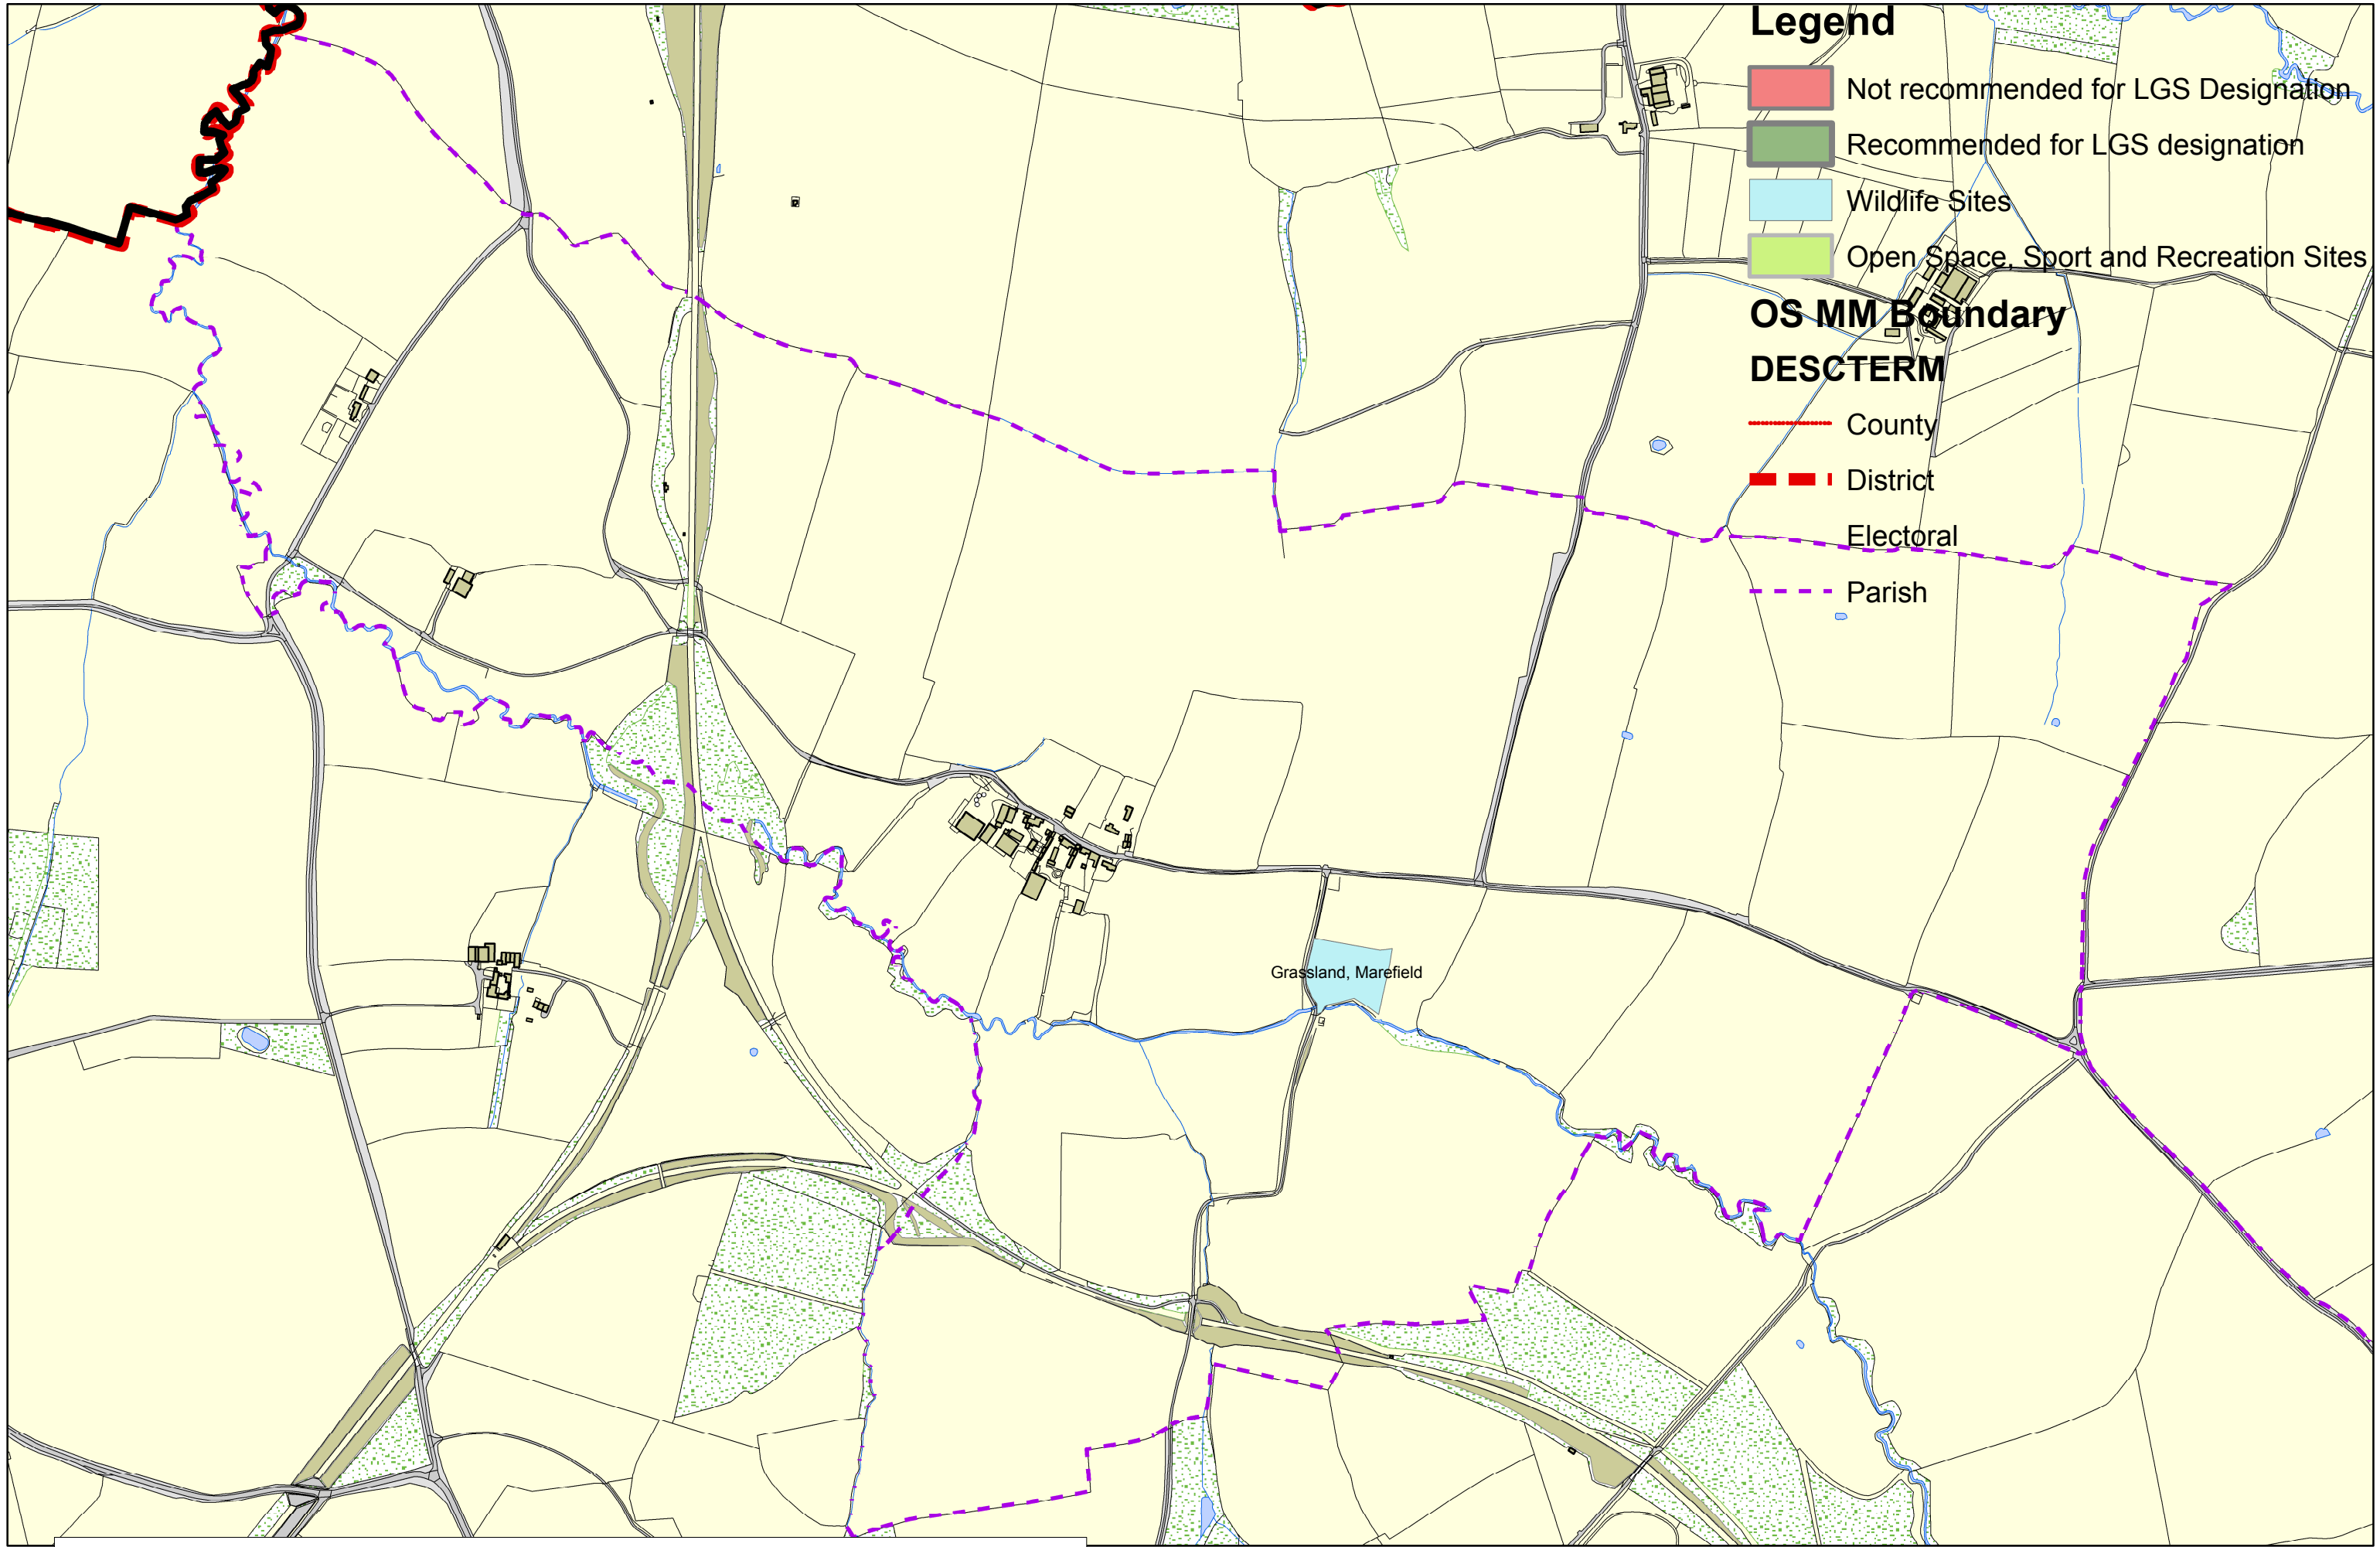 Legend
Not recommended for LGS Designation
Recommended for LGS designation
Wildlife Sites
Open Space, Sport and Recreation Sites
OS MM Boundary
DESCTERM
County
District
Electoral
Parish
Grassland, Marefield